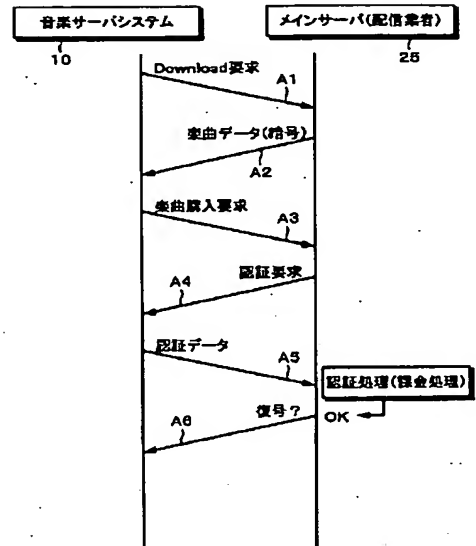 音楽サーバシステム
メインサーバ(配信業者)
10
25
Download要求
A1
楽曲データ(暗号)
A2
楽曲購入要求
A3
認証要求
A4
認証データ
A5
認証処理(課金処理)
復号?
OK
A6